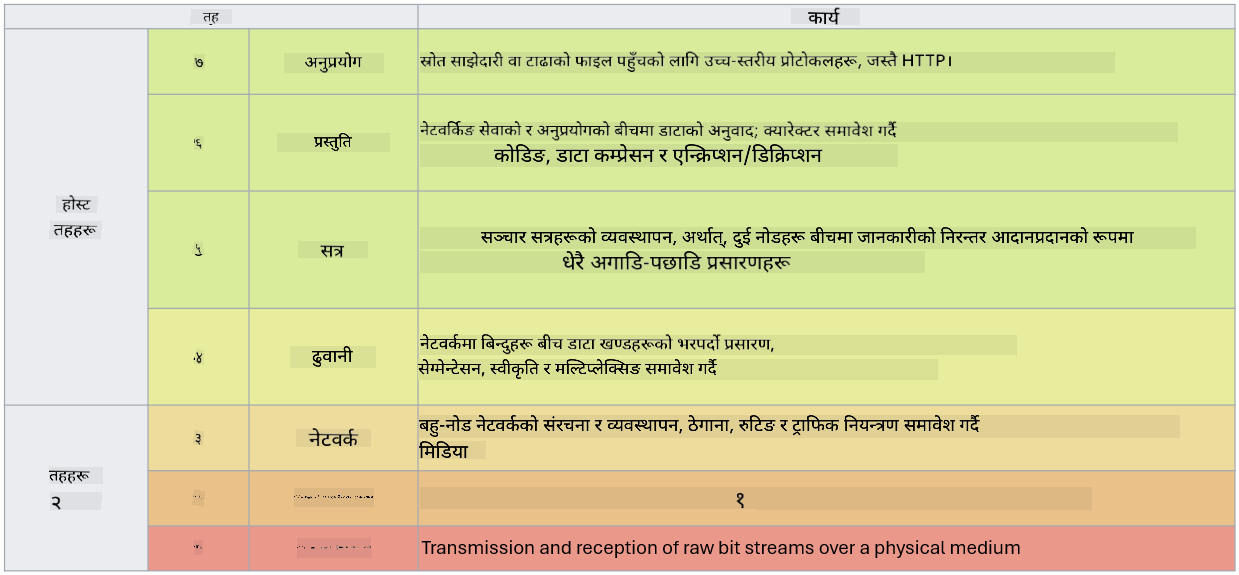 तह
कार्य
होस्ट
तहहरू
७
अनुप्रयोग
स्रोत साझेदारी वा टाढाको फाइल पहुँचको लागि उच्च-स्तरीय प्रोटोकलहरू, जस्तै HTTP।
६
प्रस्तुति
नेटवर्किङ सेवाको र अनुप्रयोगको बीचमा डाटाको अनुवाद; क्यारेक्टर समावेश गर्दै
कोडिङ, डाटा कम्प्रेसन र एन्क्रिप्शन/डिक्रिप्शन
५
सत्र
सञ्चार सत्रहरूको व्यवस्थापन, अर्थात्, दुई नोडहरू बीचमा जानकारीको निरन्तर आदानप्रदानको रूपमा
धेरै अगाडि-पछाडि प्रसारणहरू
४
ढुवानी
नेटवर्कमा बिन्दुहरू बीच डाटा खण्डहरूको भरपर्दो प्रसारण,
सेग्मेन्टेसन, स्वीकृति र मल्टिप्लेक्सिङ समावेश गर्दै
तहहरू
२
३
नेटवर्क
बहु-नोड नेटवर्कको संरचना र व्यवस्थापन, ठेगाना, रुटिङ र ट्राफिक नियन्त्रण समावेश गर्दै
मिडिया
१
Transmission and reception of raw bit streams over a physical medium